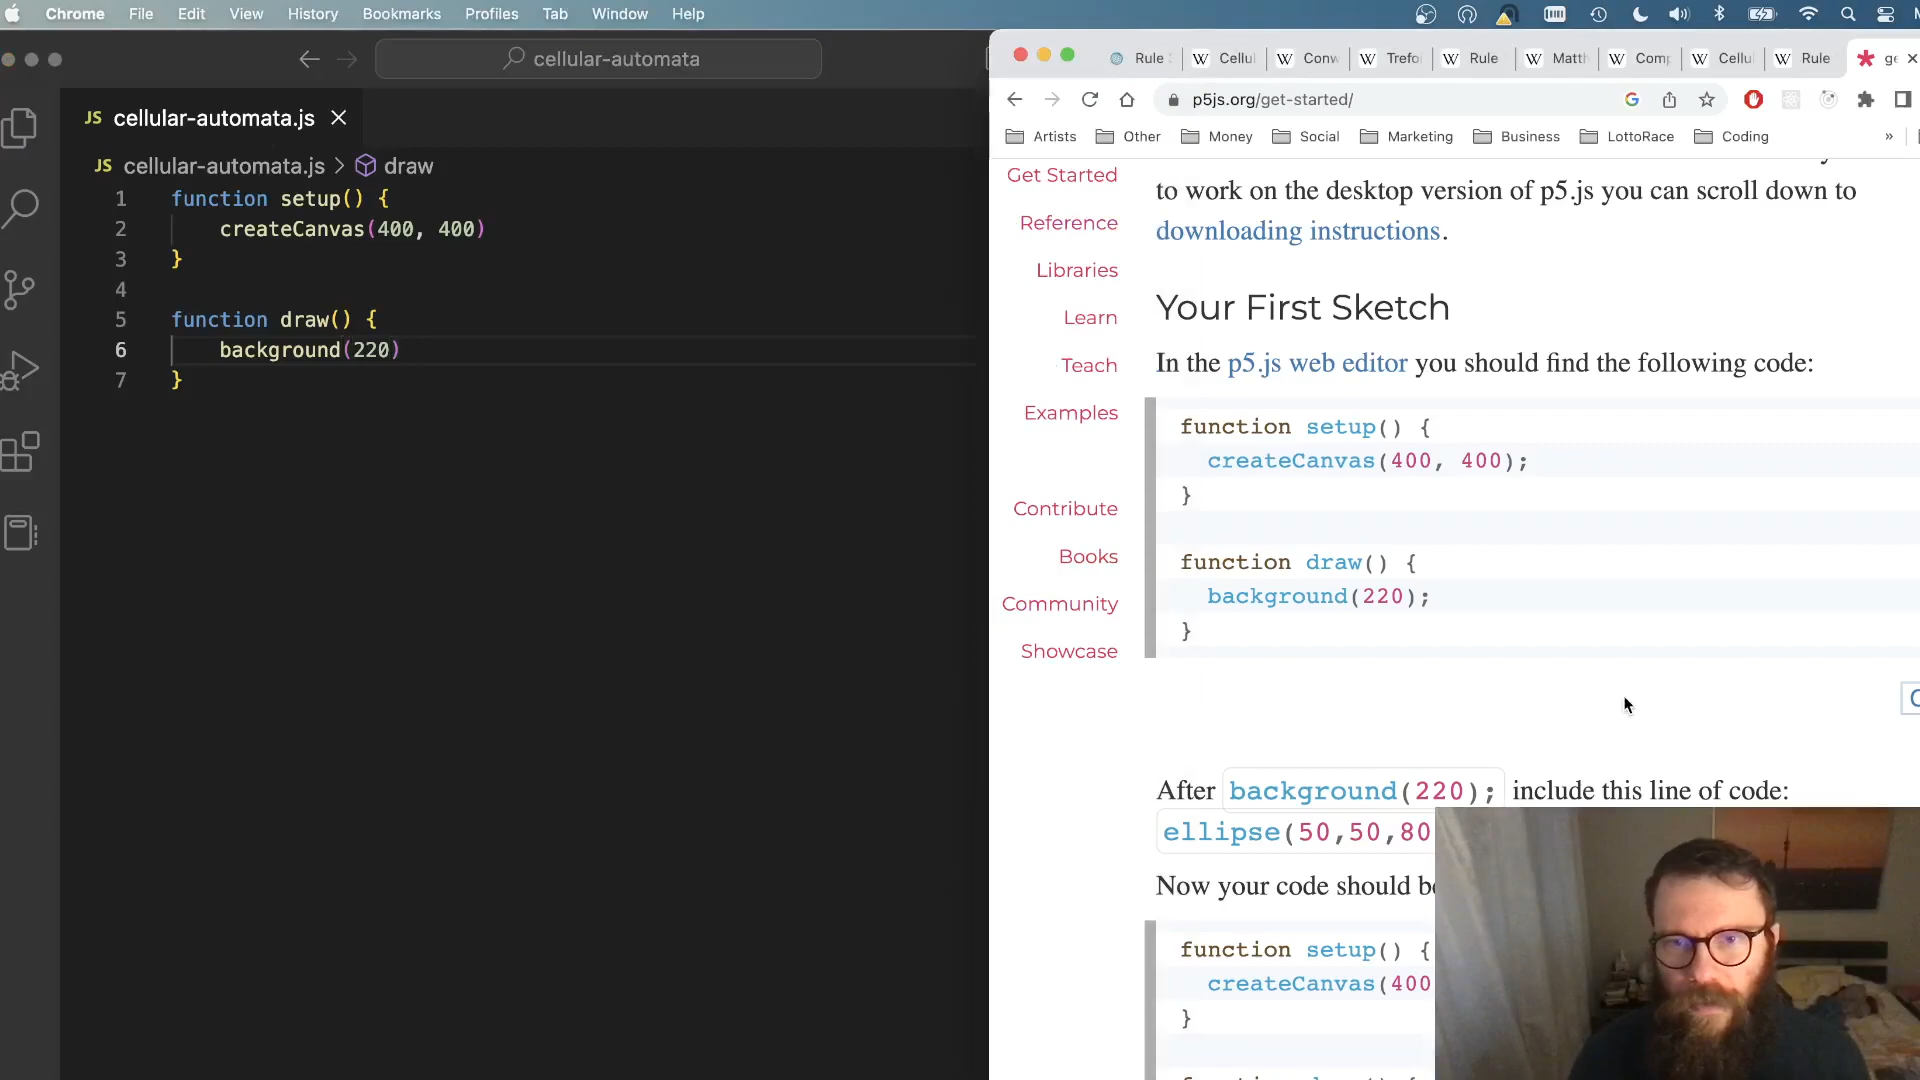 Chrome File Edit View History Bookmarks Profiles Tab Window Help
cellular-automata
JS cellular-automata.js
JS cellular-automata.js > draw
1 function setup() {
2 createCanvas(400, 400)
3 }
4
5 function draw() {
6 background(220)
7 }
Rule Cellul Conw Trefo Rule Matth Comp Cellul Rule ge
p5js.org/get-started/
Artists Other Money Social Marketing Business LottoRace Coding »
Get Started
Reference
Libraries
Learn
Teach
Examples
Contribute
Books
Community
Showcase
to work on the desktop version of p5.js you can scroll down to
downloading instructions.
Your First Sketch
In the p5.js web editor you should find the following code:
function setup() {
createCanvas(400, 400);
}
function draw() {
background(220);
}
After background(220); include this line of code:
ellipse(50,50,80
Now your code should be
function setup() {
createCanvas(400
}